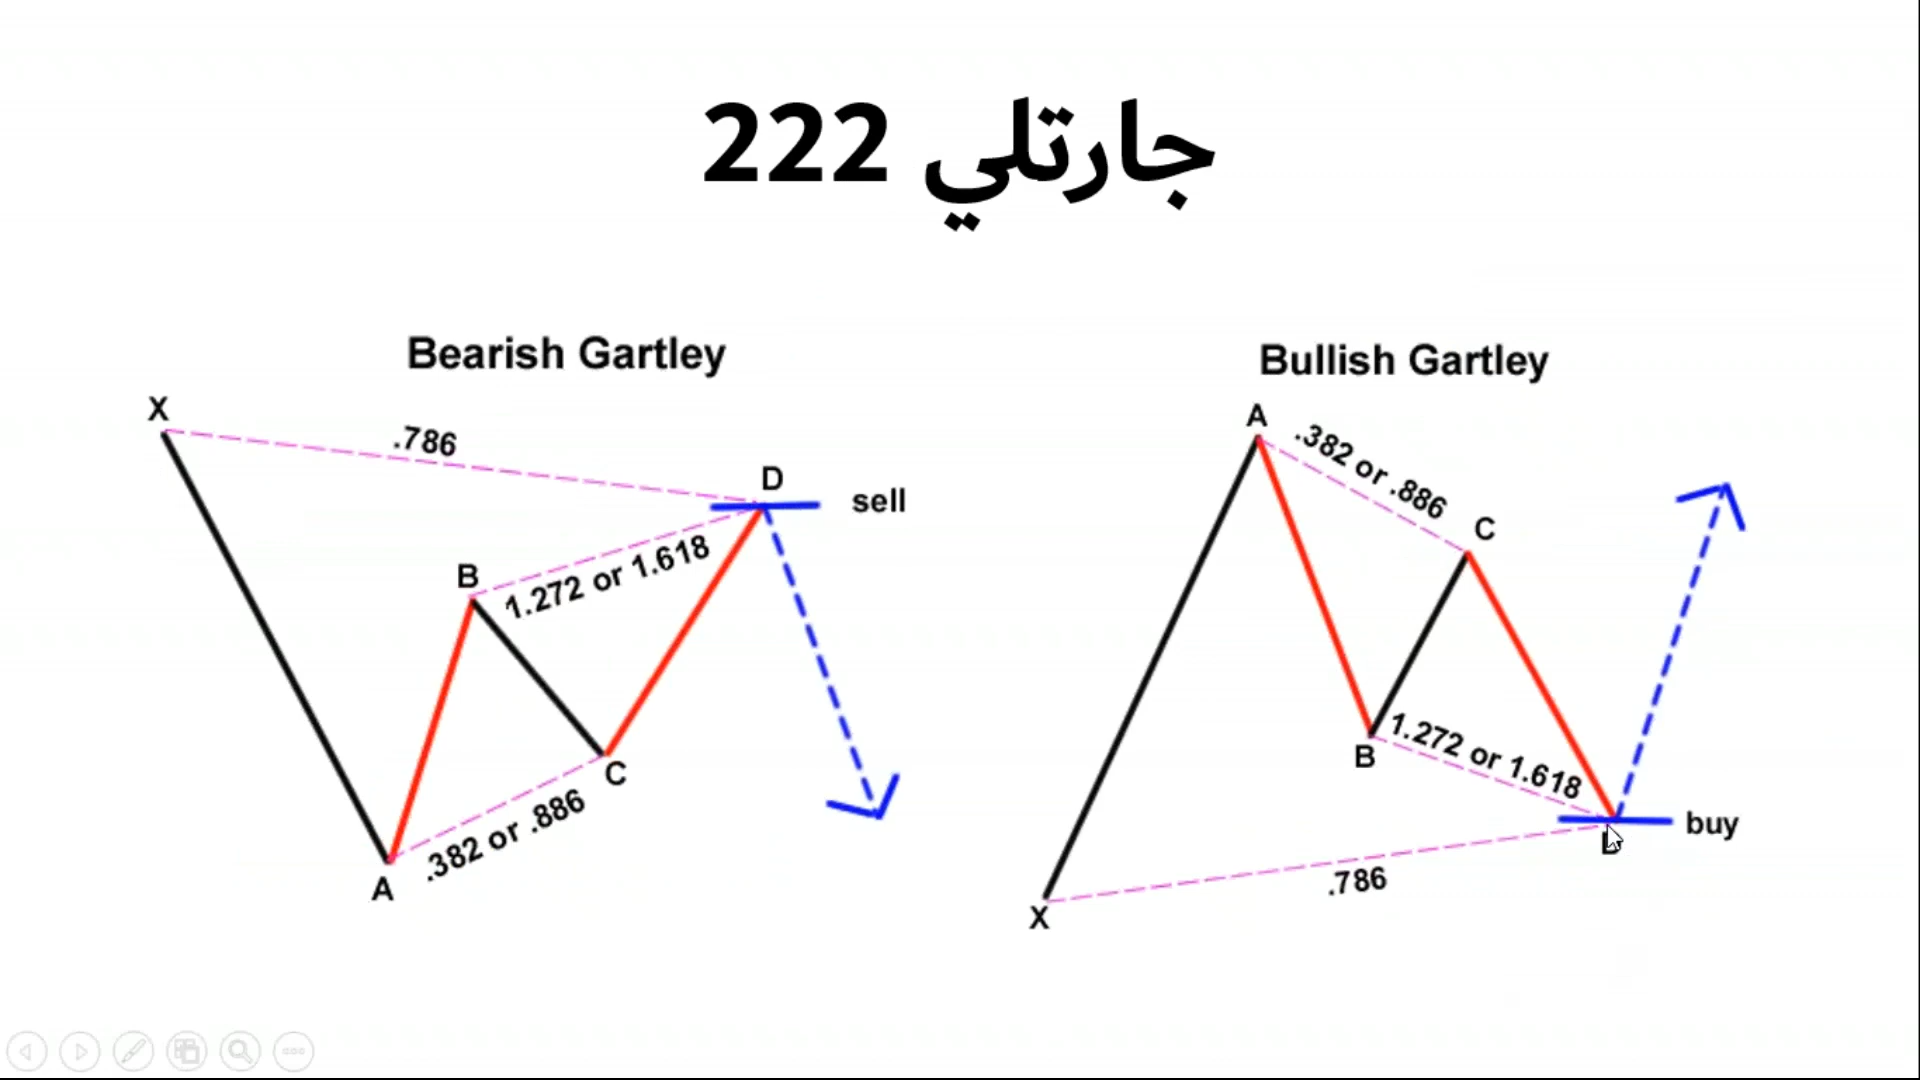 جارتلي 222
Bearish Gartley
X
.786
D
sell
B
1.272 or 1.618
C
.382 or .886
A
Bullish Gartley
A
.382 or .886
C
B
1.272 or 1.618
buy
D
.786
X